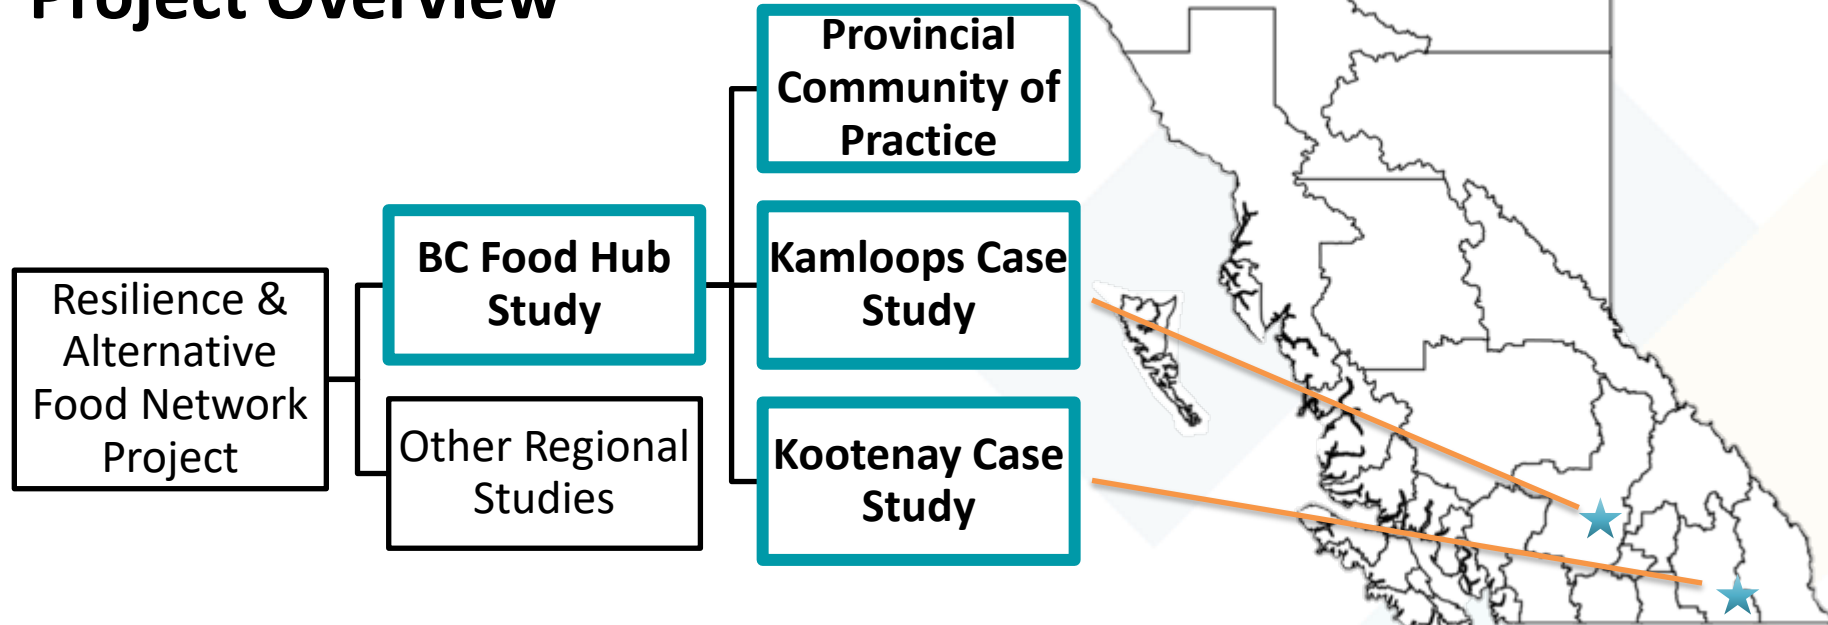 Project Overview
Provincial
Community of
Practice
BC Food Hub
Study
Kamloops Case
Study
Resilience &
Alternative
Food Network
Project
Other Regional
Studies
Kootenay Case
Study